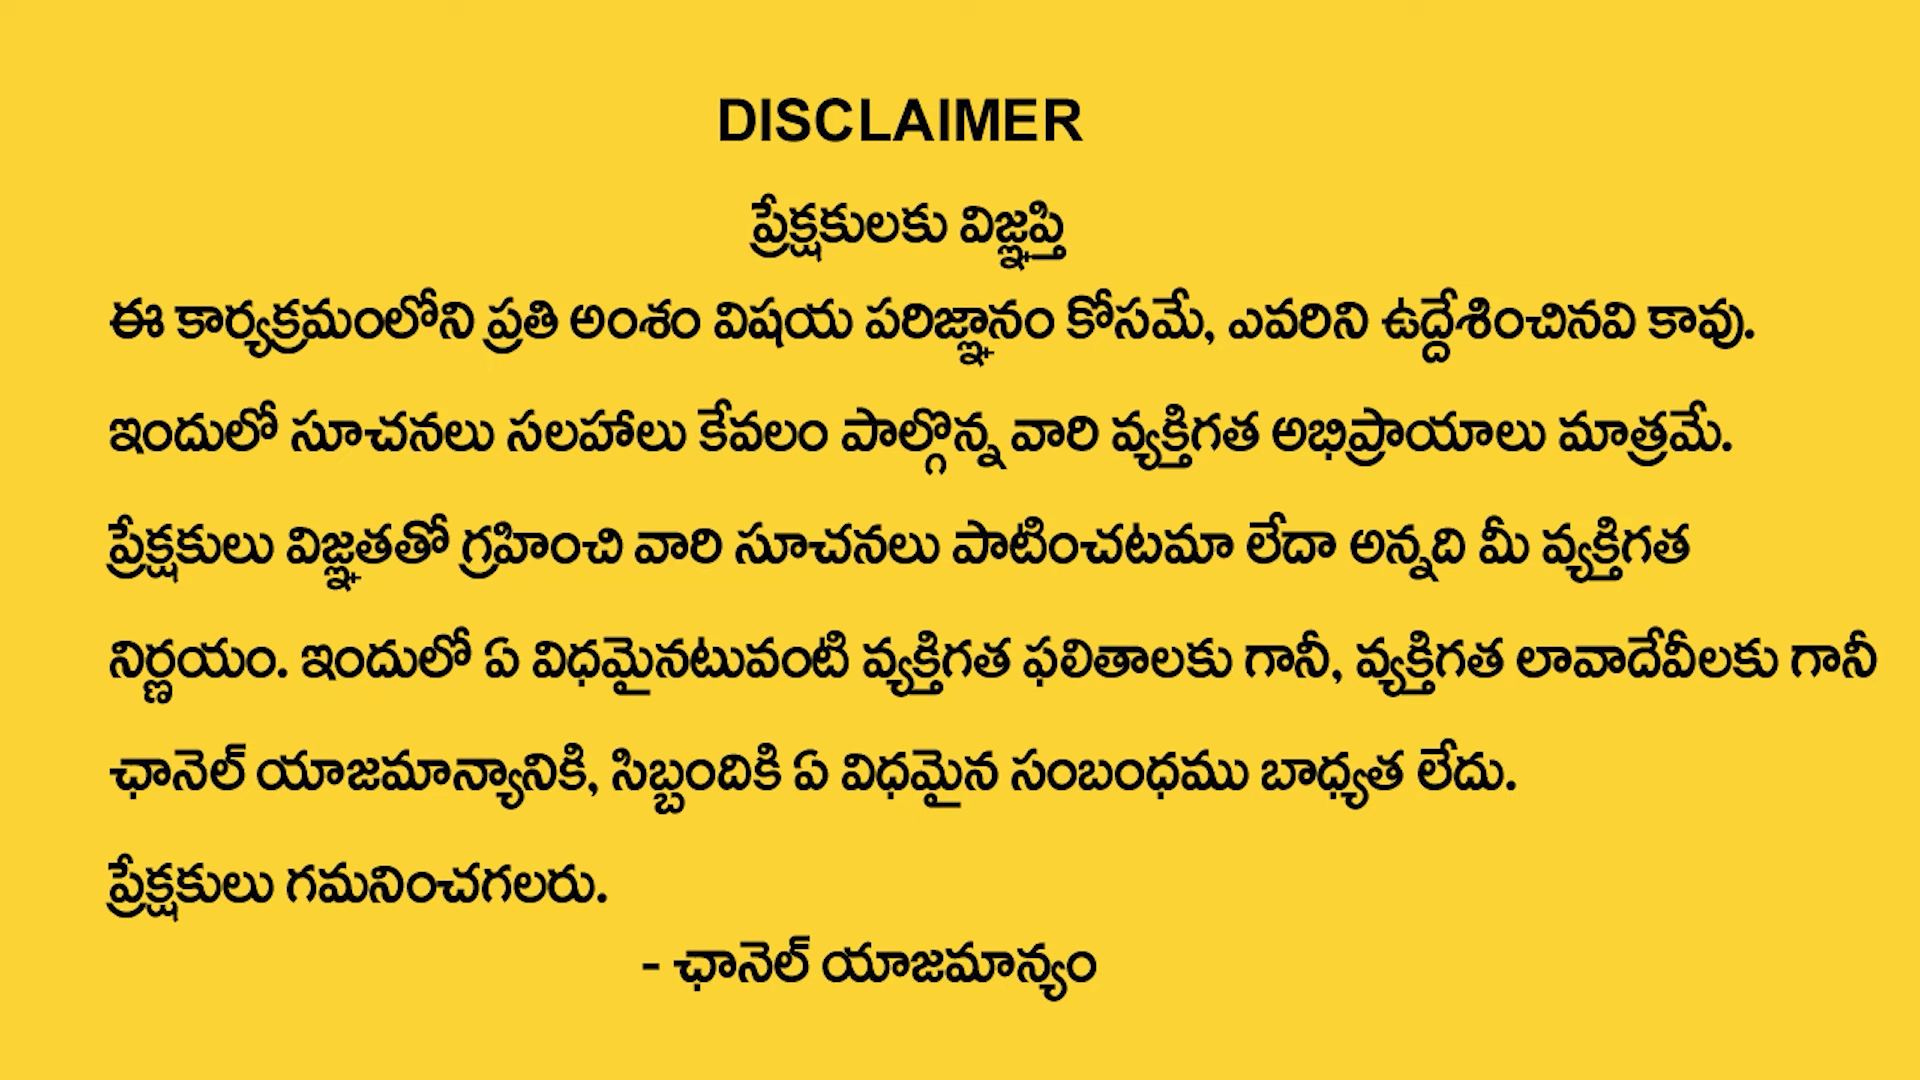 DISCLAIMER
ప్రేక్షకులకు విజ్ఞప్తి
ఈ కార్యక్రమంలోని ప్రతి అంశం విషయ పరిజ్ఞానం కోసమే, ఎవరిని ఉద్దేశించినవి కావు.
ఇందులో సూచనలు సలహాలు కేవలం పాల్గొన్న వారి వ్యక్తిగత అభిప్రాయాలు మాత్రమే.
ప్రేక్షకులు విజ్ఞతతో గ్రహించి వారి సూచనలు పాటించటమా లేదా అన్నది మీ వ్యక్తిగత
నిర్ణయం. ఇందులో ఏ విధమైనటువంటి వ్యక్తిగత ఫలితాలకు గానీ, వ్యక్తిగత లావాదేవీలకు గానీ
ఛానెల్ యాజమాన్యానికి, సిబ్బందికి ఏ విధమైన సంబంధము బాధ్యత లేదు.
ప్రేక్షకులు గమనించగలరు.
- ఛానెల్ యాజమాన్యం